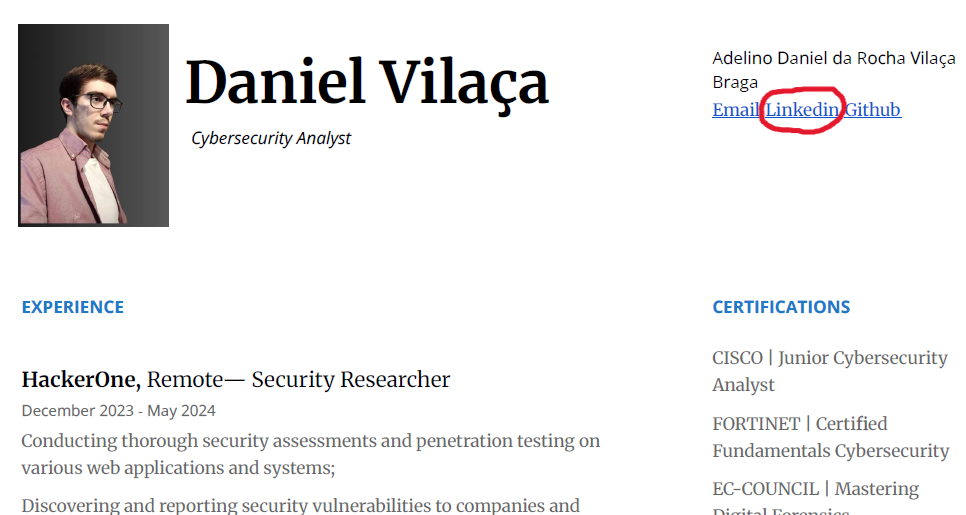 Daniel Vilaça
Cybersecurity Analyst
Adelino Daniel da Rocha Vilaça
Braga
Email Linkedin Github
EXPERIENCE
HackerOne, Remote— Security Researcher
December 2023 - May 2024
Conducting thorough security assessments and penetration testing on
various web applications and systems;
Discovering and reporting security vulnerabilities to companies and
CERTIFICATIONS
CISCO | Junior Cybersecurity
Analyst
FORTINET | Certified
Fundamentals Cybersecurity
EC-COUNCIL | Mastering
Digital Forensics